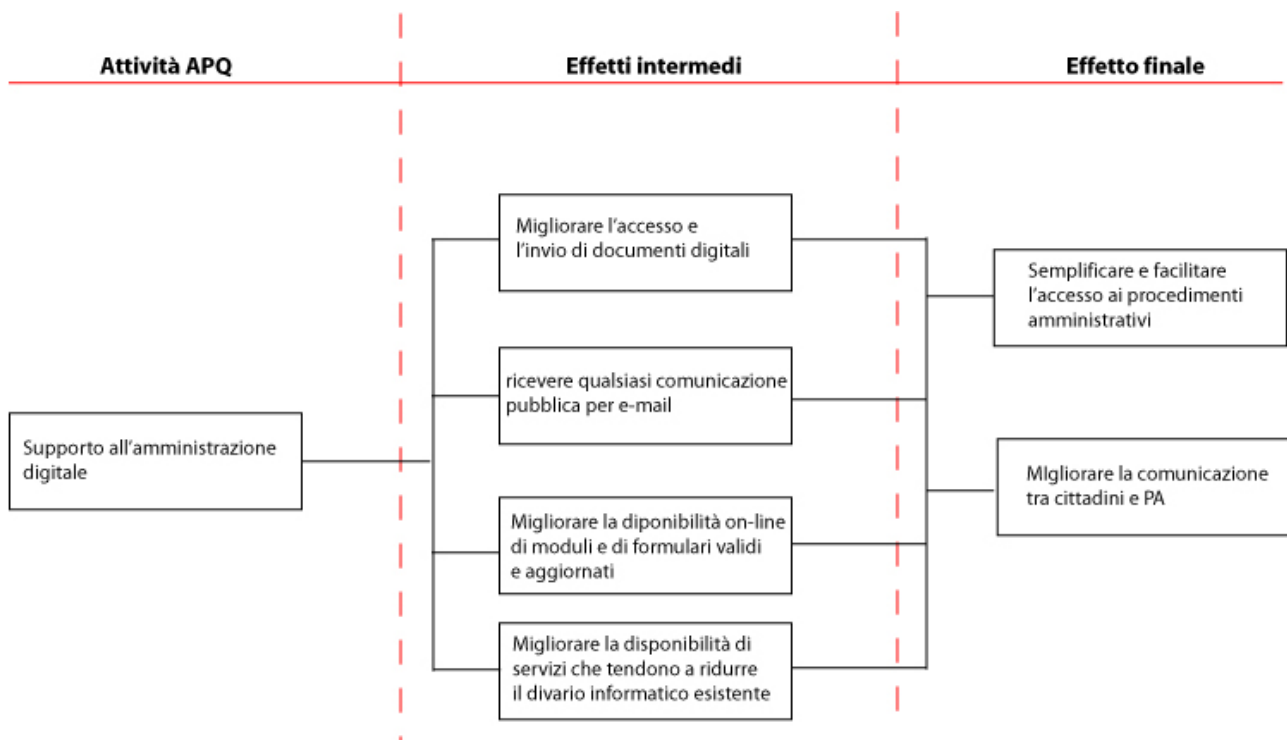 Attività APQ
Effetti intermedi
Effetto finale
Supporto all'amministrazione
digitale
Migliorare l'accesso e
l'invio di documenti digitali
ricevere qualsiasi comunicazione
pubblica per e-mail
Migliorare la diponibilità on-line
di moduli e di formulari validi
e aggiornati
Migliorare la disponibilità di
servizi che tendono a ridurre
il divario informatico esistente
Semplificare e facilitare
l'accesso ai procedimenti
amministrativi
MIgliorare la comunicazione
tra cittadini e PA